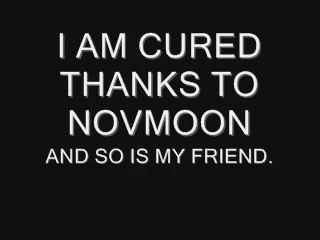 I AM CURED
THANKS TO
NOVMOON
AND SO IS MY FRIEND.